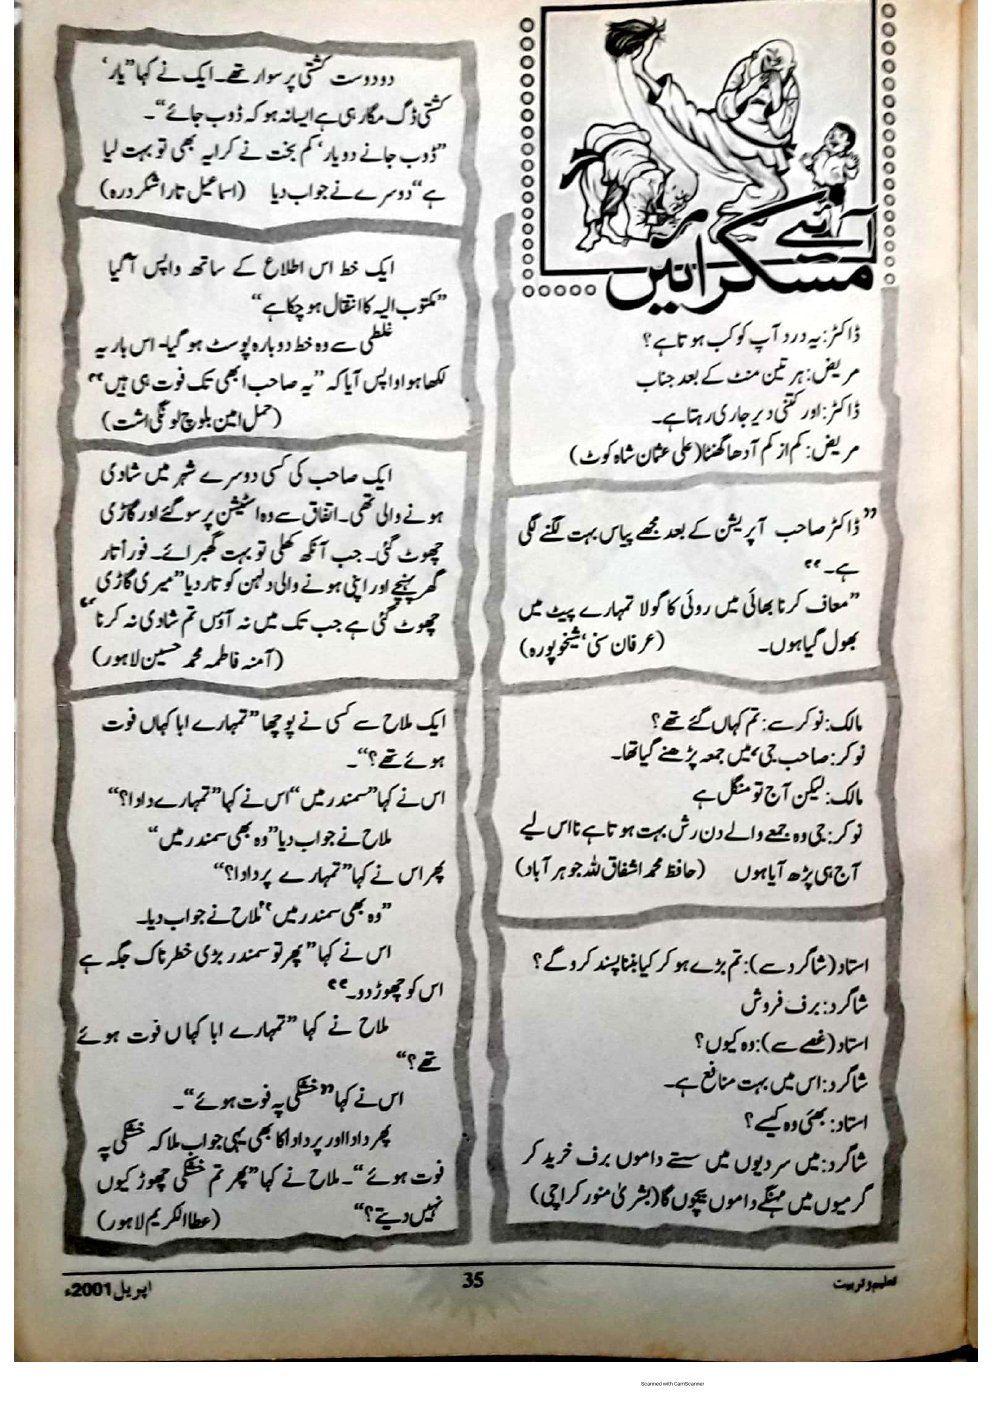 آئیے
مسکرائیں
ڈاکٹر: یہ درد آپ کو کب ہوتا ہے؟
مریض: ہر تین منٹ کے بعد جناب
ڈاکٹر: اور کتنی دیر جاری رہتا ہے۔
مریض: کم از کم آدھا گھنٹا (علی عثمان شاہ کوٹ)
”ڈاکٹر صاحب آپریشن کے بعد مجھے پیاس بہت لگنے لگی
ہے۔“
”معاف کرنا بھائی میں روئی کا گولا تمہارے پیٹ میں
بھول گیا ہوں۔ (عرفان سنی‘ شیخوپورہ)
مالک: نوکر سے: تم کہاں گئے تھے؟
نوکر: صاحب جی، میں جمعہ پڑھنے گیا تھا۔
مالک: لیکن آج تو منگل ہے
نوکر: جی وہ جمعے والے دن رش بہت ہوتا ہے نا اس لیے
آج ہی پڑھ آیا ہوں (حافظ محمد اشفاق للہ جوہر آباد)
استاد (شاگرد سے): تم بڑے ہو کر کیا بننا پسند کرو گے؟
شاگرد: برف فروش
استاد (غصے سے): وہ کیوں؟
شاگرد: اس میں بہت منافع ہے۔
استاد: بھئی وہ کیسے؟
شاگرد: میں سردیوں میں سستے داموں برف خرید کر
گرمیوں میں مہنگے داموں بیچوں گا (بشریٰ منور کراچی)
دو دوست کشتی پر سوار تھے۔ ایک نے کہا ”یار‘
کشتی ڈگ مگا رہی ہے ایسا نہ ہو کہ ڈوب جائے“۔
”ڈوب جانے دو یار‘ کم بخت نے کرایہ بھی تو بہت لیا
ہے“ دوسرے نے جواب دیا (اسماعیل تارا شکر درہ)
ایک خط اس اطلاع کے ساتھ واپس آ گیا
”مکتوب الیہ کا انتقال ہو چکا ہے“
غلطی سے وہ خط دوبارہ پوسٹ ہو گیا۔ اس بار یہ
لکھا ہوا واپس آیا کہ ”یہ صاحب ابھی تک فوت ہی ہیں“
(حمل امین بلوچ لونگی اشت)
ایک صاحب کی کسی دوسرے شہر میں شادی
ہونے والی تھی۔ اتفاق سے وہ اسٹیشن پر سو گئے اور گاڑی
چھوٹ گئی۔ جب آنکھ کھلی تو بہت گھبرائے۔ فوراً تار
گھر پہنچے اور اپنی ہونے والی دلہن کو تار دیا ”میری گاڑی
چھوٹ گئی ہے جب تک میں نہ آؤں تم شادی نہ کرنا“
(آمنہ فاطمہ محمد حسین لاہور)
ایک ملاح سے کسی نے پوچھا ”تمہارے ابا کہاں فوت
ہوئے تھے؟“۔
اس نے کہا ”سمندر میں“ اس نے کہا ”تمہارے دادا؟“
ملاح نے جواب دیا ”وہ بھی سمندر میں“
پھر اس نے کہا ”تمہارے پردادا؟“
”وہ بھی سمندر میں“ ملاح نے جواب دیا۔
اس نے کہا ”پھر تو سمندر بڑی خطرناک جگہ ہے
اس کو چھوڑ دو۔“
ملاح نے کہا ”تمہارے ابا کہاں فوت ہوئے
تھے؟“
اس نے کہا ”خشکی پہ فوت ہوئے“۔
پھر دادا اور پردادا کا بھی یہی جواب ملا کہ خشکی پہ
فوت ہوئے“۔ ملاح نے کہا ”پھر تم خشکی چھوڑ کیوں
نہیں دیتے؟“ (عطا الکریم لاہور)
تعلیم و تربیت
35
اپریل 2001ء
Scanned with CamScanner